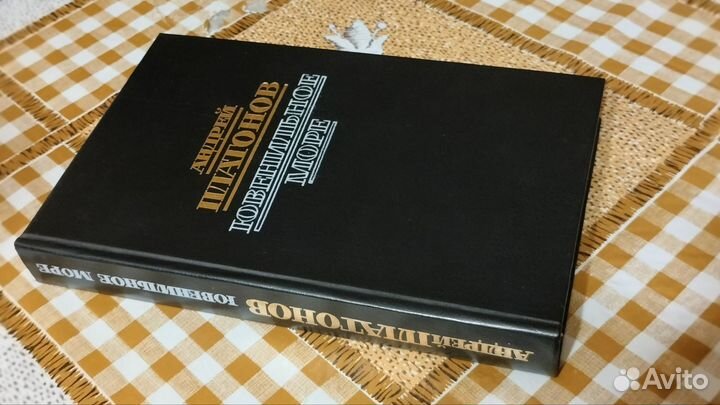 АНДРЕЙ
ПЛАТОНОВ
ЮВЕНИЛЬНОЕ
МОРЕ
АНДРЕЙ ПЛАТОНОВ
ЮВЕНИЛЬНОЕ МОРЕ
Avito